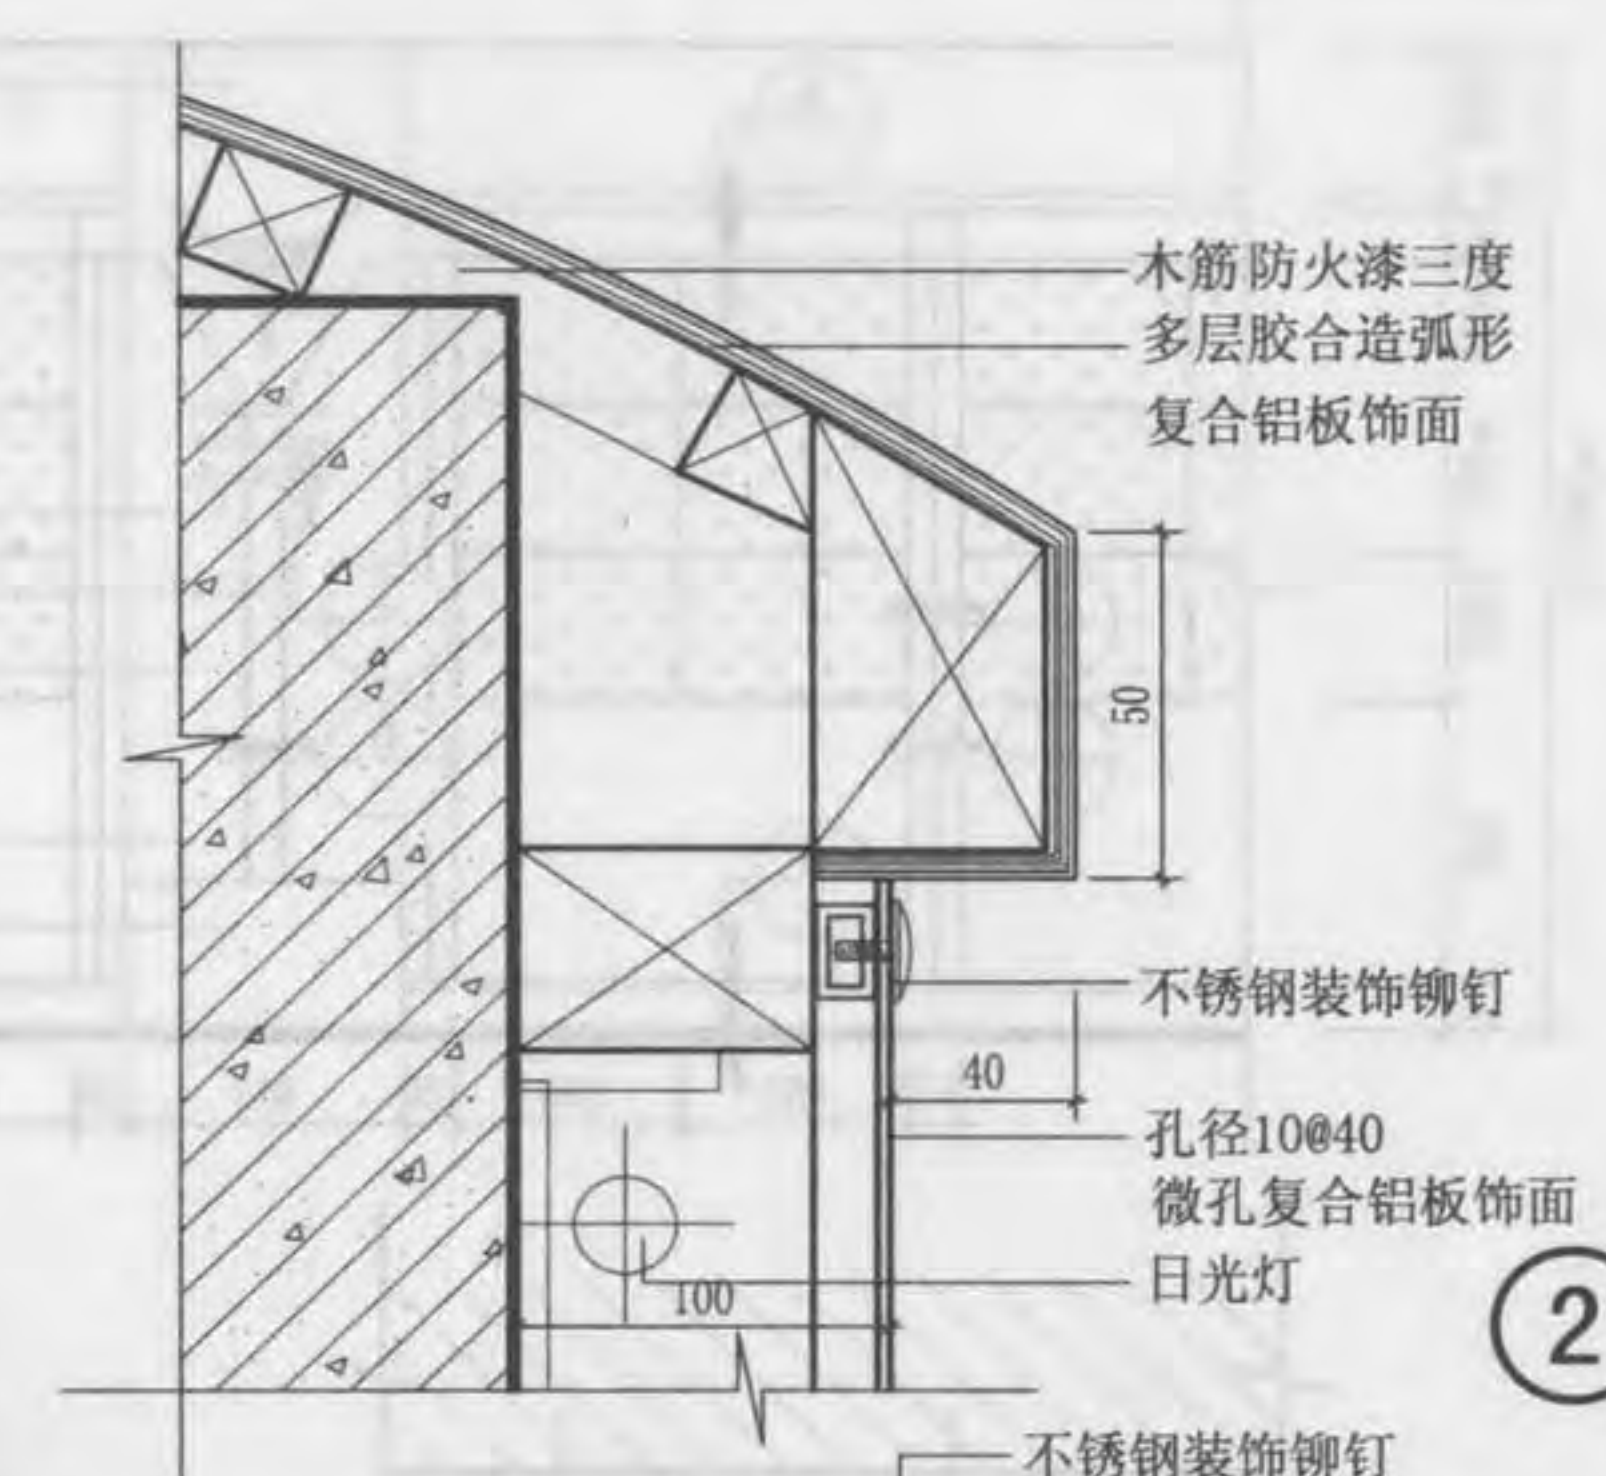 木筋防火漆三度
多层胶合造弧形
复合铝板饰面
50
不锈钢装饰铆钉
40
孔径10@40
微孔复合铝板饰面
日光灯
100
2
不锈钢装饰铆钉